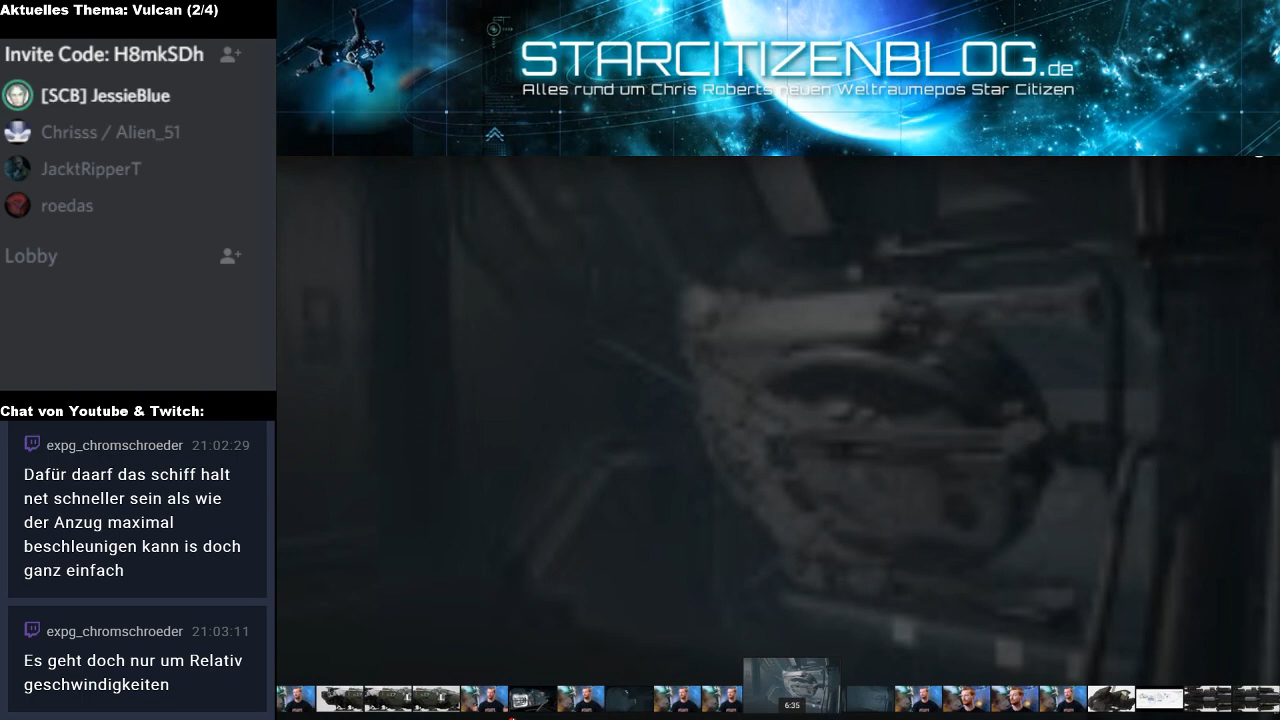 Aktuelles Thema: Vulcan (2/4)
Invite Code: H8mkSDh
[SCB] JessieBlue
Chrisss / Alien_51
JacktRipperT
roedas
Lobby
STARCITIZENBLOG.de
Alles rund um Chris Roberts neuen Weltraumepos Star Citizen
Chat von Youtube & Twitch:
expg_chromschroeder 21:02:29
Dafür daarf das schiff halt
net schneller sein als wie
der Anzug maximal
beschleunigen kann is doch
ganz einfach
expg_chromschroeder 21:03:11
Es geht doch nur um Relativ
geschwindigkeiten
6:35